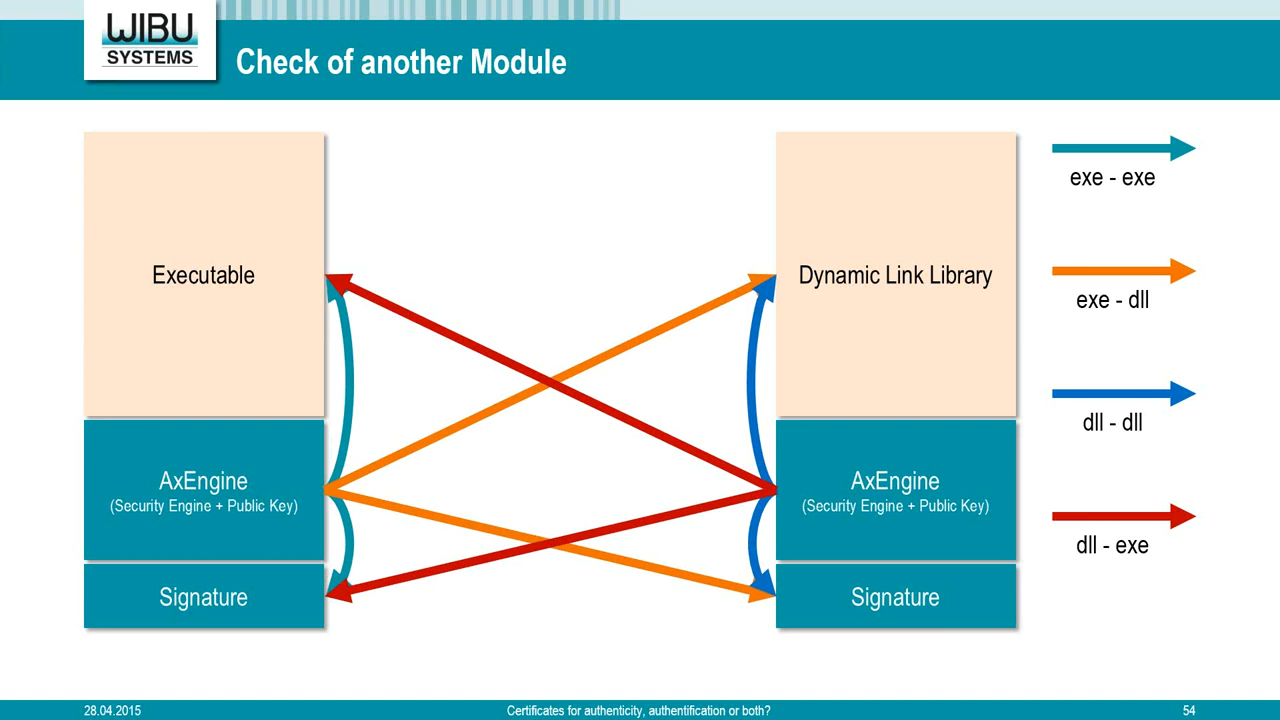 WIBU
SYSTEMS
Check of another Module
Executable
AxEngine
(Security Engine + Public Key)
Signature
Dynamic Link Library
AxEngine
(Security Engine + Public Key)
Signature
exe - exe
exe - dll
dll - dll
dll - exe
28.04.2015
Certificates for authenticity, authentification or both?
54